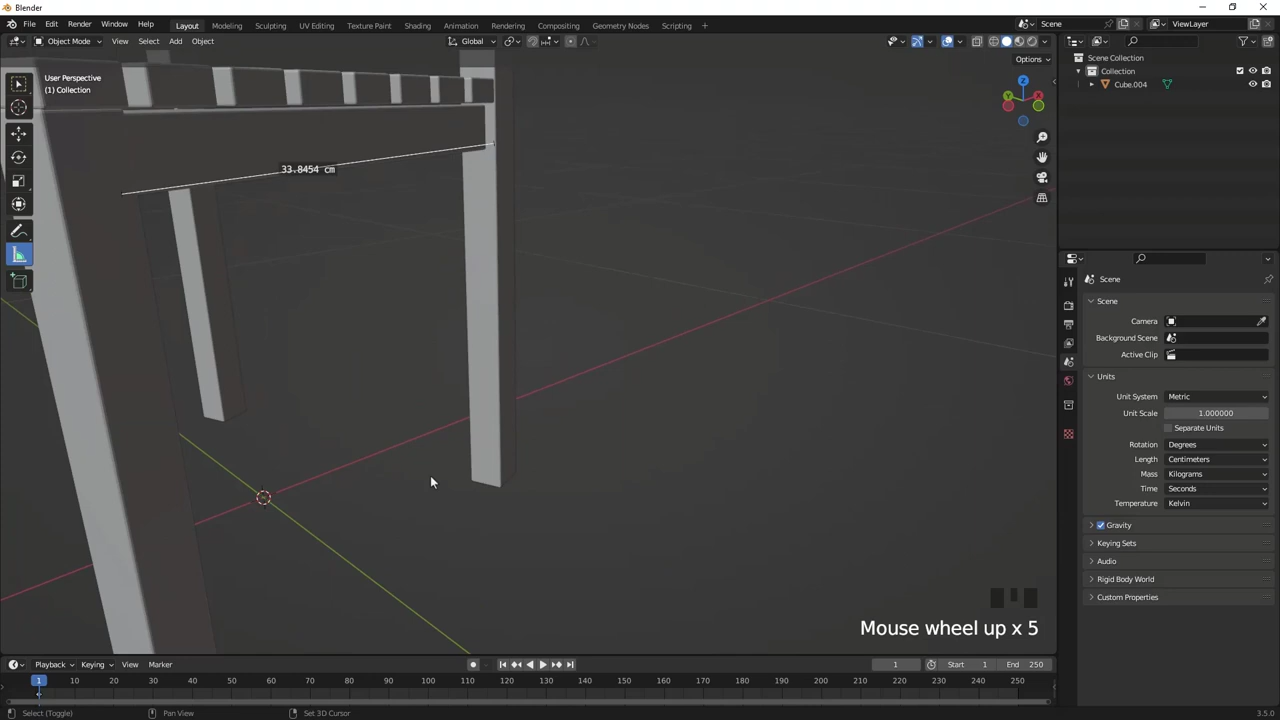 Blender
File Edit Render Window Help
Layout Modeling Sculpting UV Editing Texture Paint Shading Animation Rendering Compositing Geometry Nodes Scripting +
Scene ViewLayer
Object Mode View Select Add Object Global
Options
User Perspective
(1) Collection
33.8454 cm
Z
Y X
Scene Collection
Collection
Cube.004
Scene
Scene
Camera
Background Scene
Active Clip
Units
Unit System Metric
Unit Scale 1.000000
Separate Units
Rotation Degrees
Length Centimeters
Mass Kilograms
Time Seconds
Temperature Kelvin
Gravity
Keying Sets
Audio
Rigid Body World
Custom Properties
Mouse wheel up x 5
Playback Keying View Marker 1 Start 1 End 250
1 10 20 30 40 50 60 70 80 90 100 110 120 130 140 150 160 170 180 190 200 210 220 230 240 250
Select (Toggle) Pan View Set 3D Cursor 3.5.0